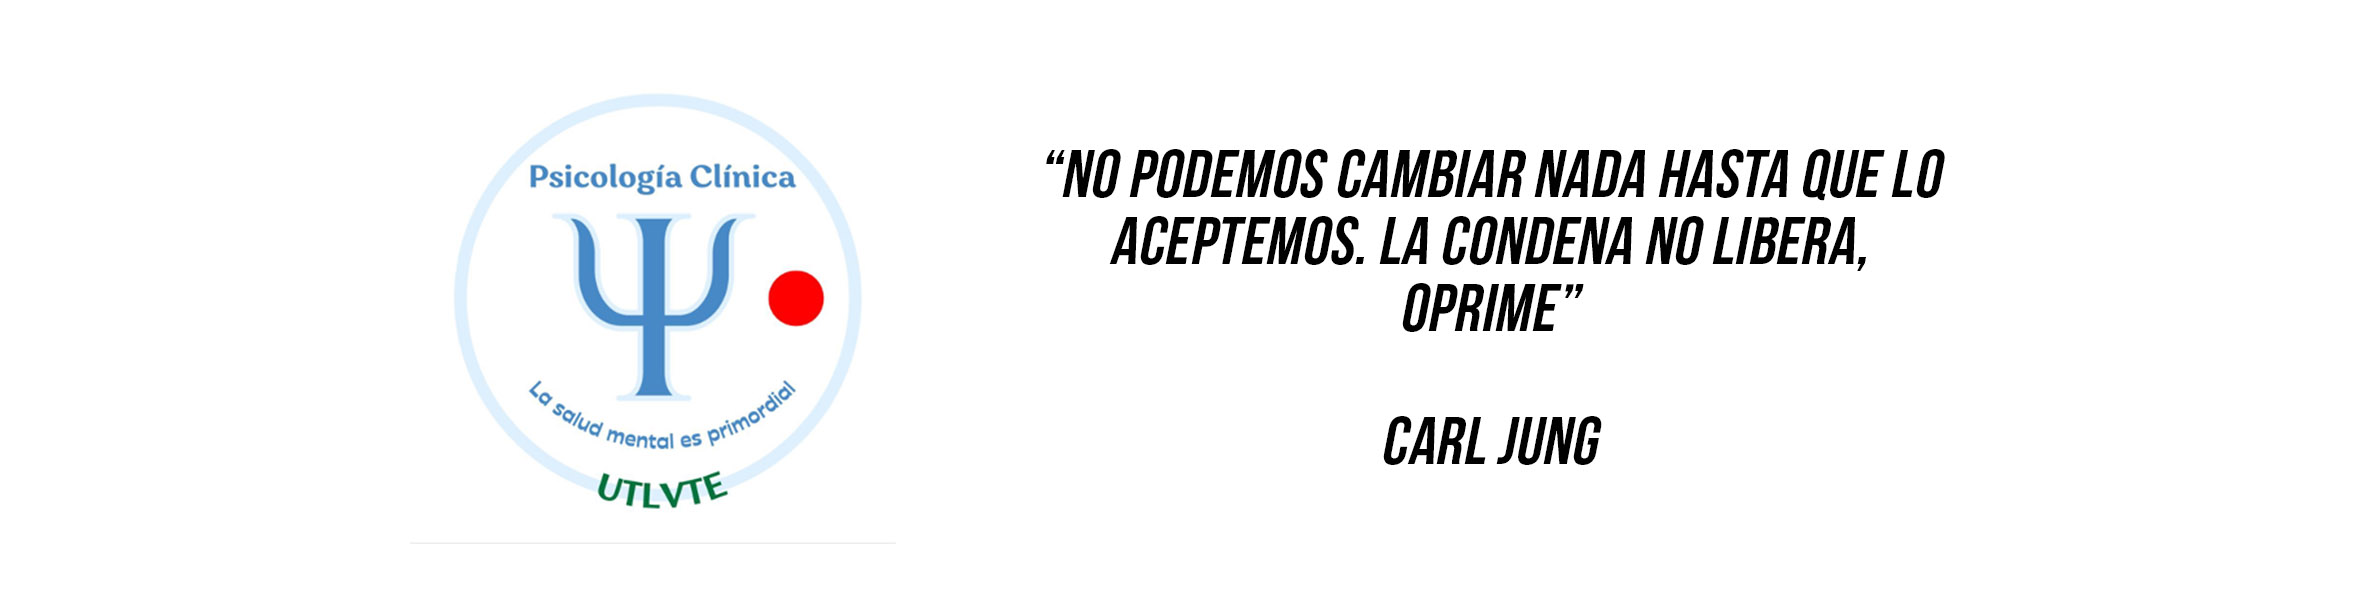 Psicología Clínica
La salud mental es primordial
UTLVTE
“NO PODEMOS CAMBIAR NADA HASTA QUE LO
ACEPTEMOS. LA CONDENA NO LIBERA,
OPRIME”
CARL JUNG